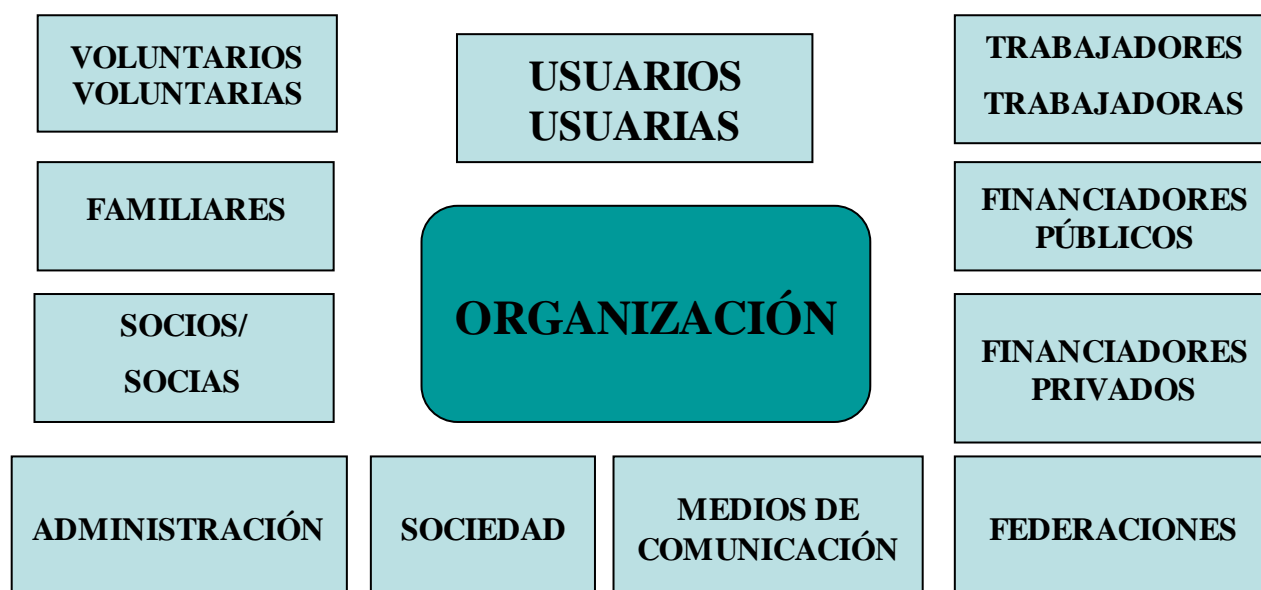 VOLUNTARIOS
VOLUNTARIAS
USUARIOS
USUARIAS
TRABAJADORES
TRABAJADORAS
FAMILIARES
FINANCIADORES
PÚBLICOS
ORGANIZACIÓN
SOCIOS/
SOCIAS
FINANCIADORES
PRIVADOS
ADMINISTRACIÓN
SOCIEDAD
MEDIOS DE
COMUNICACIÓN
FEDERACIONES